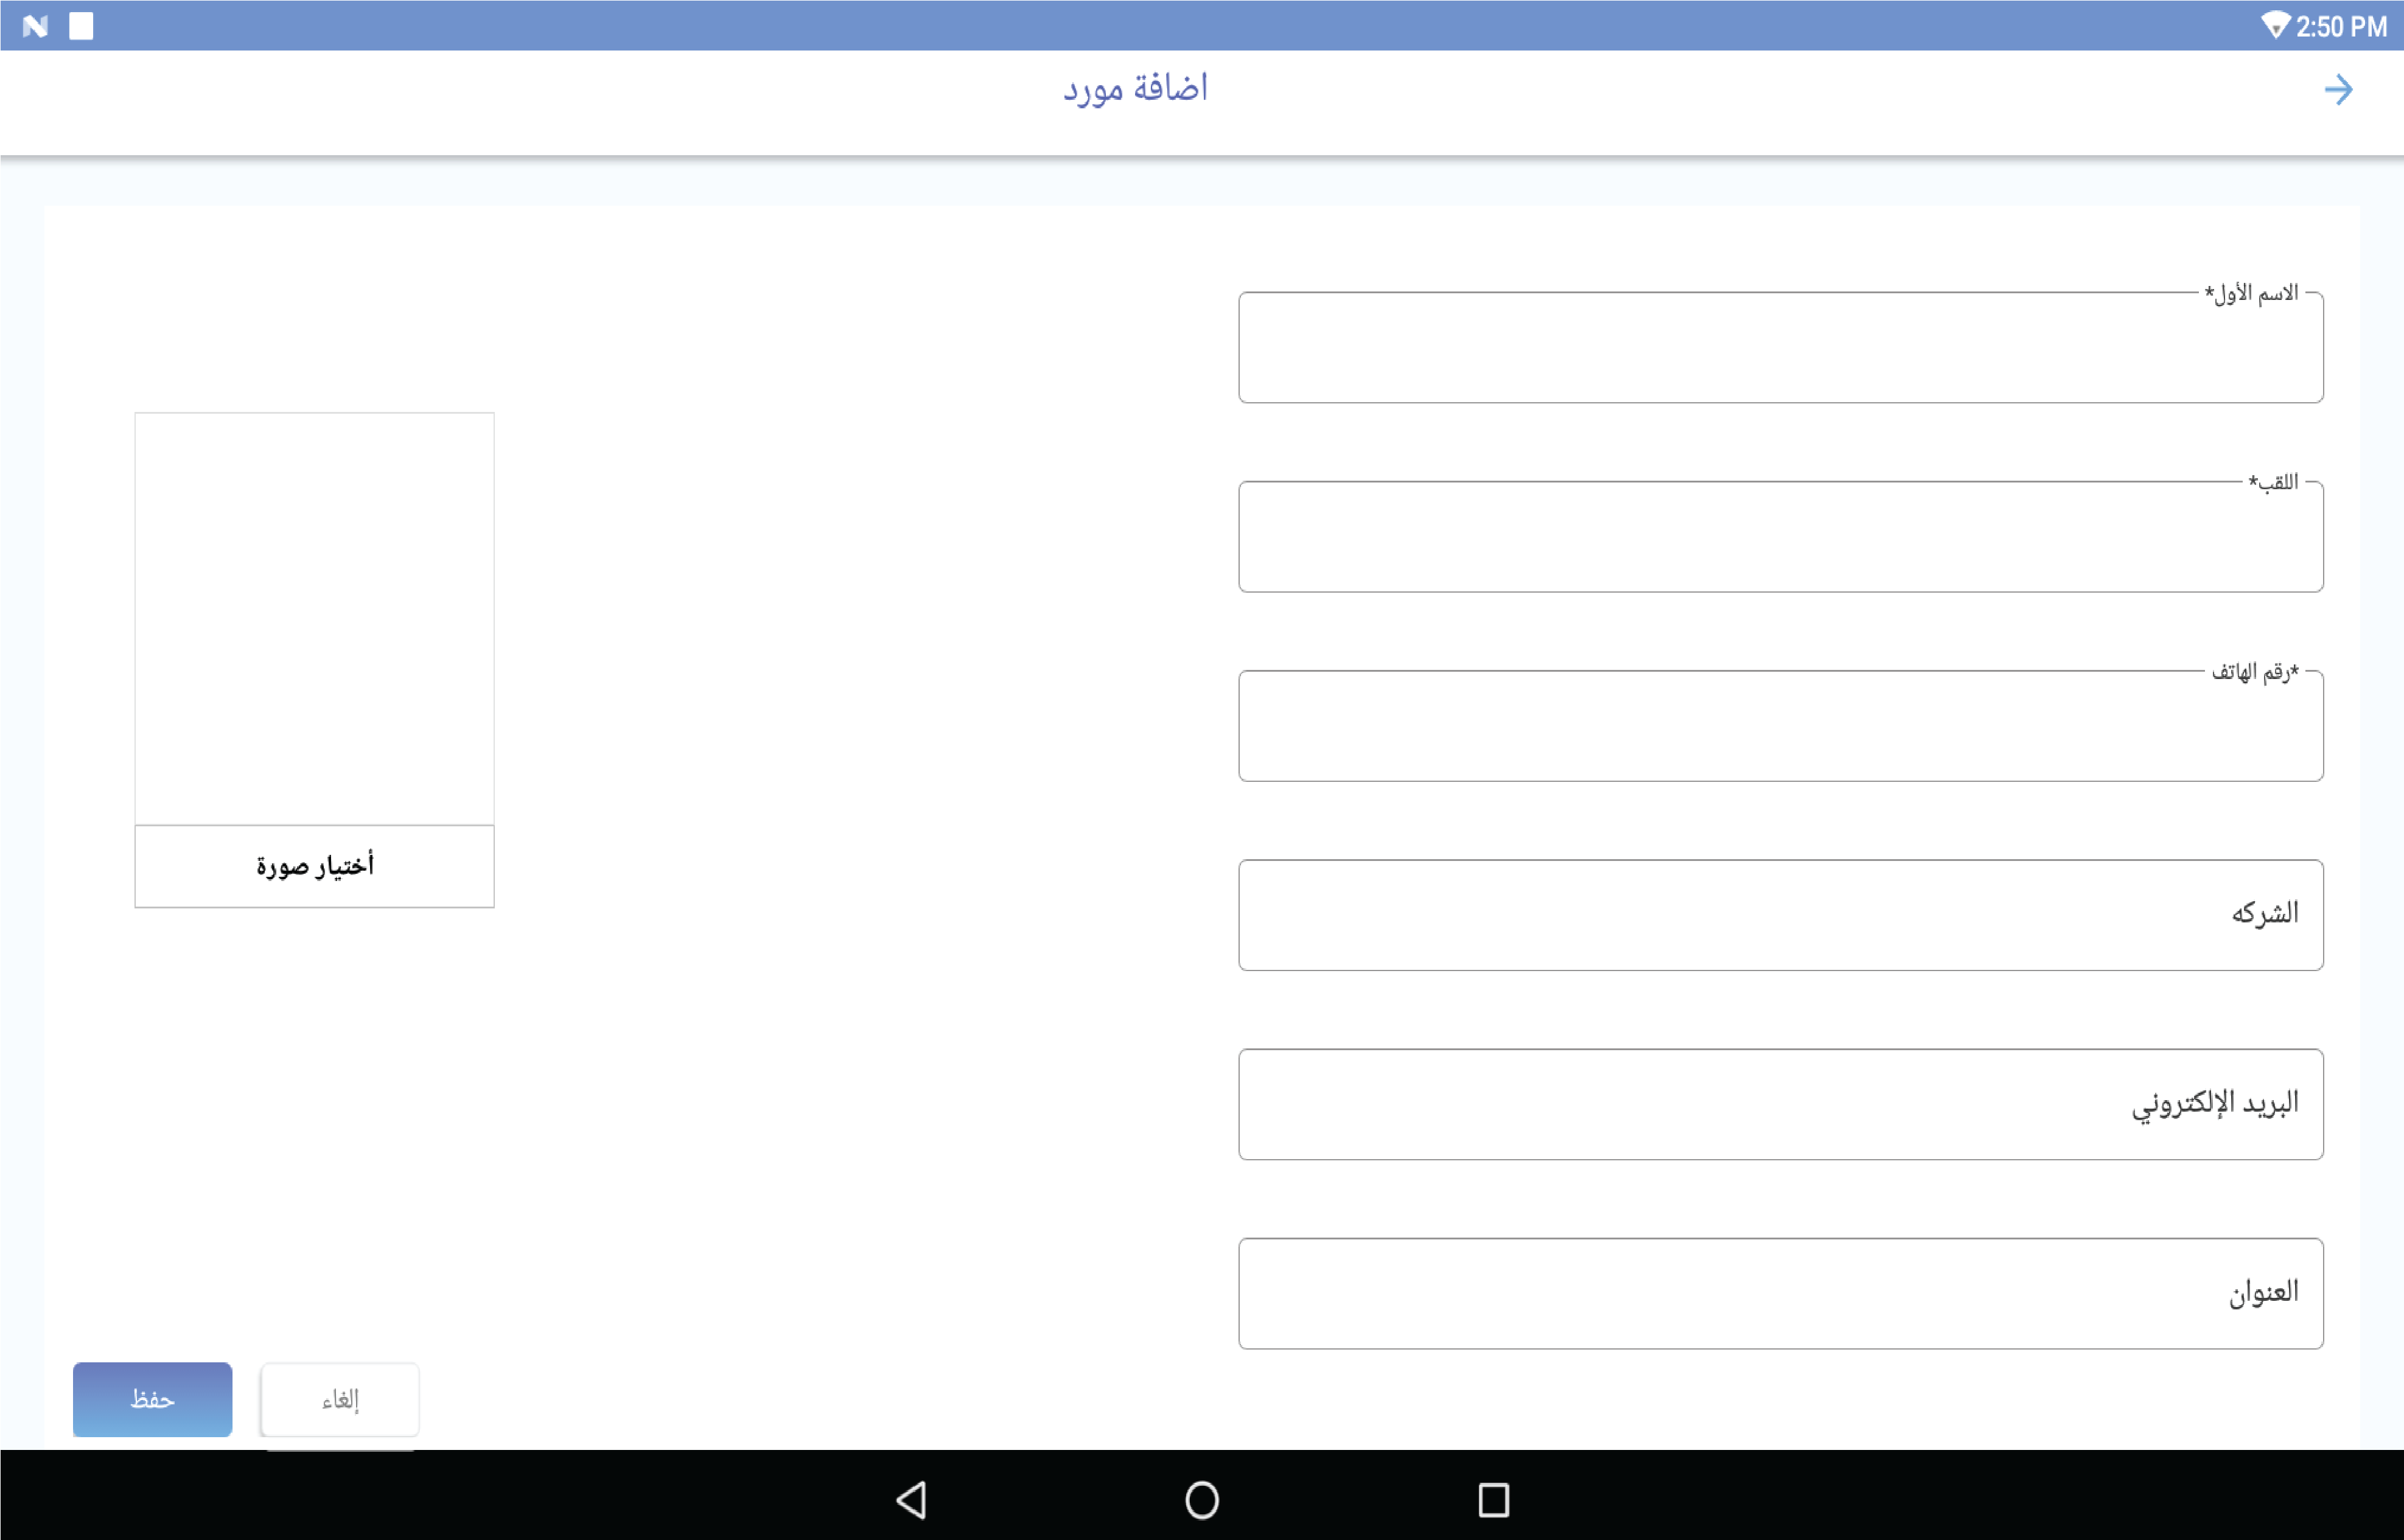 2:50 PM
اضافة مورد
الاسم الأول*
اللقب*
*رقم الهاتف
أختيار صورة
الشركه
البريد الإلكتروني
العنوان
إلغاء
حفظ